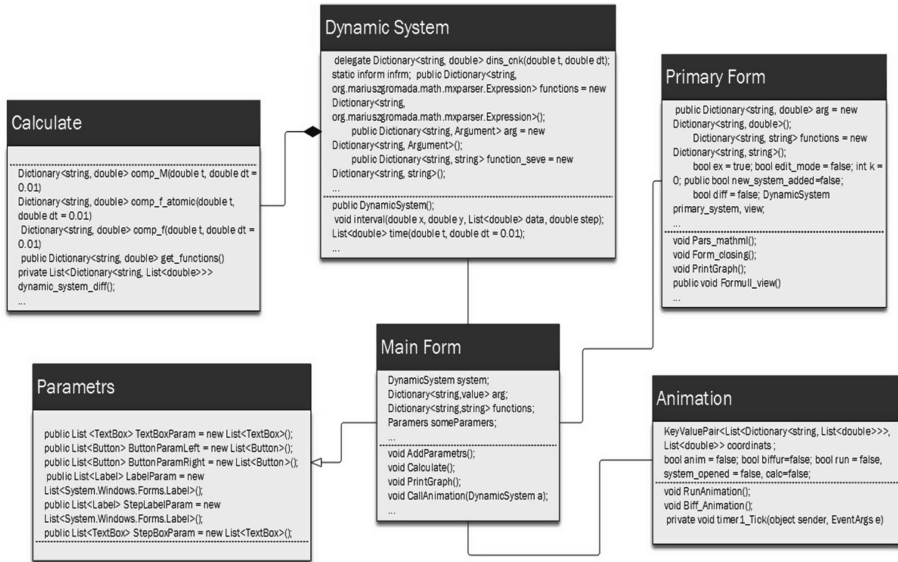 Dynamic System
delegate Dictionary<string, double> dins_cnk(double t, double dt);
static inform infrm; public Dictionary<string,
org.mariuszgromada.math.mxparser.Expression> functions = new
Dictionary<string,
org.mariuszgromada.math.mxparser.Expression>();
public Dictionary<string, Argument> arg = new
Dictionary<string, Argument>();
public Dictionary<string, string> function_seve = new
Dictionary<string, string>();
...
public DynamicSystem();
void interval(double x, double y, List<double> data, double step);
List<double> time(double t, double dt = 0.01);
...
Calculate
Dictionary<string, double> comp_M(double t, double dt =
0.01)
Dictionary<string, double> comp_f_atomic(double t,
double dt = 0.01)
Dictionary<string, double> comp_f(double t, double dt =
0.01)
public Dictionary<string, double> get_functions()
private List<Dictionary<string, List<double>>>
dynamic_system_diff();
...
Primary Form
public Dictionary<string, double> arg = new
Dictionary<string, double>();
Dictionary<string, string> functions = new
Dictionary<string, string>();
bool ex = true; bool edit_mode = false; int k =
0; public bool new_system_added=false;
bool diff = false; DynamicSystem
primary_system, view;
...
void Pars_mathml();
void Form_closing();
void PrintGraph();
public void Formull_view()
...
Main Form
DynamicSystem system;
Dictionary<string,value> arg;
Dictionary<string,string> functions;
Paramers someParamers;
...
void AddParametrs();
void Calculate();
void PrintGraph();
void CallAnimation(DynamicSystem a);
...
Parametrs
public List <TextBox> TextBoxParam = new List<TextBox>();
public List<Button> ButtonParamLeft = new List<Button>();
public List<Button> ButtonParamRight = new List<Button>();
public List<Label> LabelParam = new
List<System.Windows.Forms.Label>();
public List<Label> StepLabelParam = new
List<System.Windows.Forms.Label>();
public List<TextBox> StepBoxParam = new List<TextBox>();
Animation
KeyValuePair<List<Dictionary<string, List<double>>>,
List<double>> coordinats ;
bool anim = false; bool biffur=false; bool run = false,
system_opened = false, calc=false;
void RunAnimation();
void Biff_Animation();
private void timer1_Tick(object sender, EventArgs e)